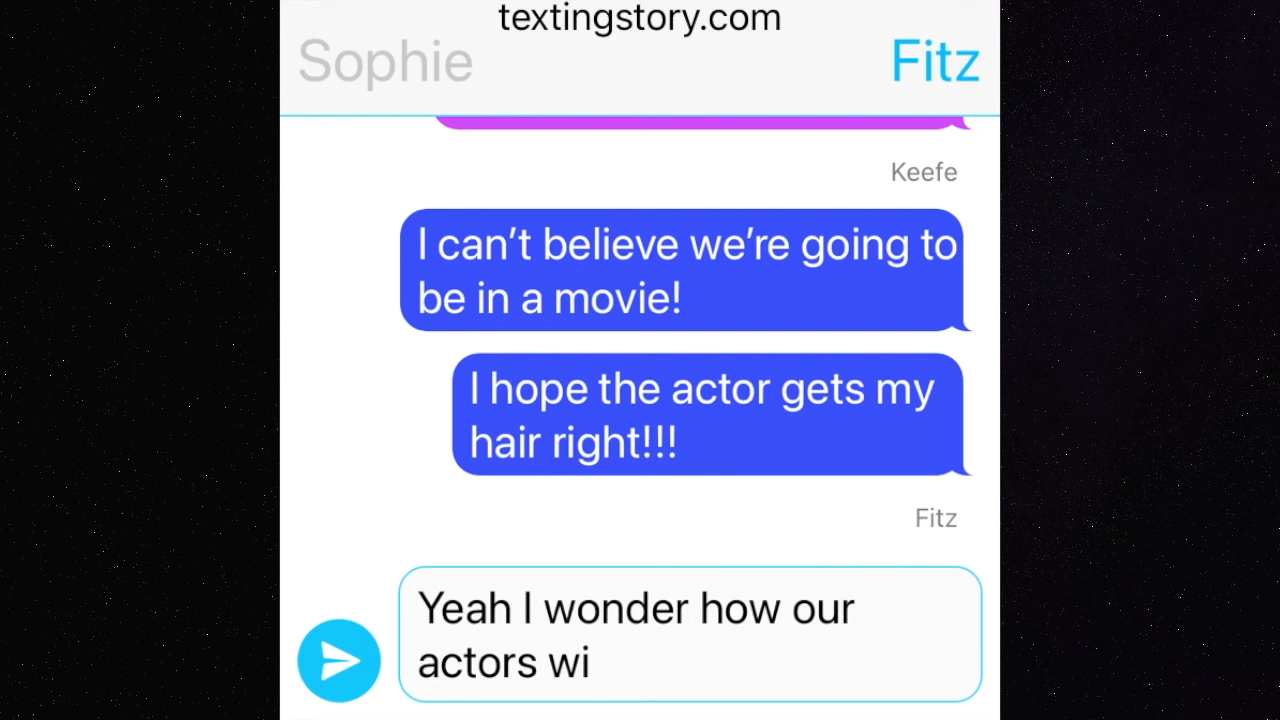 textingstory.com
Sophie
Fitz
Keefe
I can’t believe we’re going to
be in a movie!
I hope the actor gets my
hair right!!!
Fitz
Yeah I wonder how our
actors wi